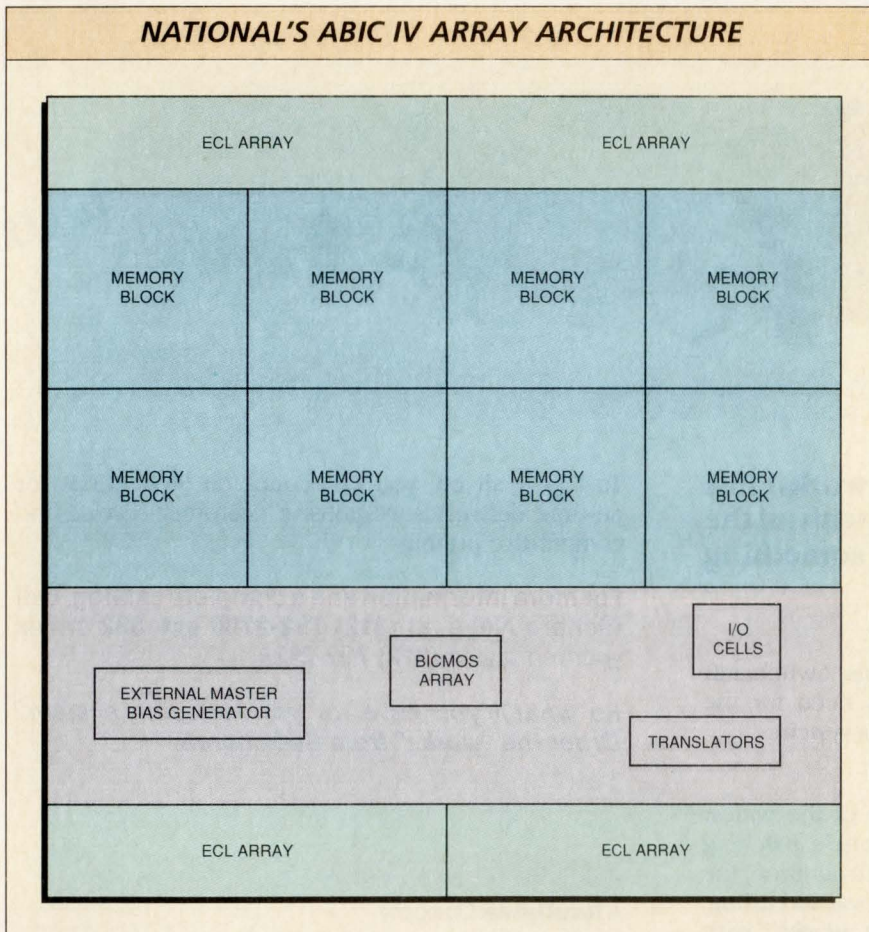 NATIONAL'S ABIC IV ARRAY ARCHITECTURE
ECL ARRAY
ECL ARRAY
MEMORY
BLOCK
MEMORY
BLOCK
MEMORY
BLOCK
MEMORY
BLOCK
MEMORY
BLOCK
MEMORY
BLOCK
MEMORY
BLOCK
MEMORY
BLOCK
EXTERNAL MASTER
BIAS GENERATOR
BICMOS
ARRAY
I/O
CELLS
TRANSLATORS
ECL ARRAY
ECL ARRAY